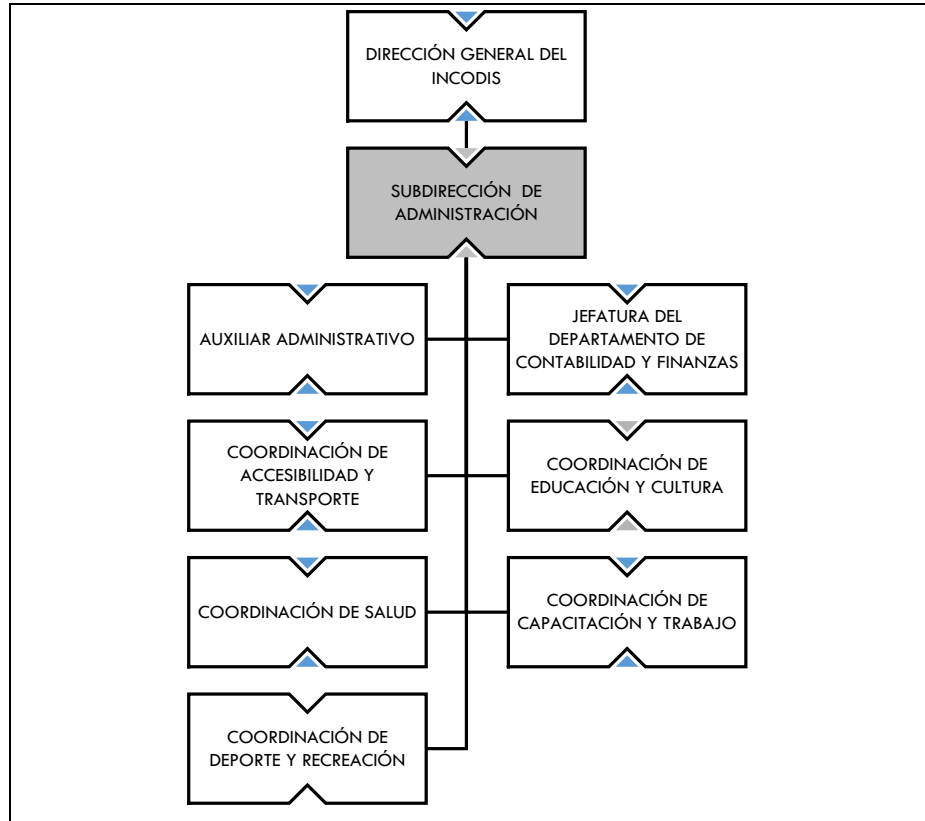 DIRECCIÓN GENERAL DEL
INCODIS
SUBDIRECCIÓN DE
ADMINISTRACIÓN
AUXILIAR ADMINISTRATIVO
JEFATURA DEL
DEPARTAMENTO DE
CONTABILIDAD Y FINANZAS
COORDINACIÓN DE
ACCESIBILIDAD Y
TRANSPORTE
COORDINACIÓN DE
EDUCACIÓN Y CULTURA
COORDINACIÓN DE SALUD
COORDINACIÓN DE
CAPACITACIÓN Y TRABAJO
COORDINACIÓN DE
DEPORTE Y RECREACIÓN